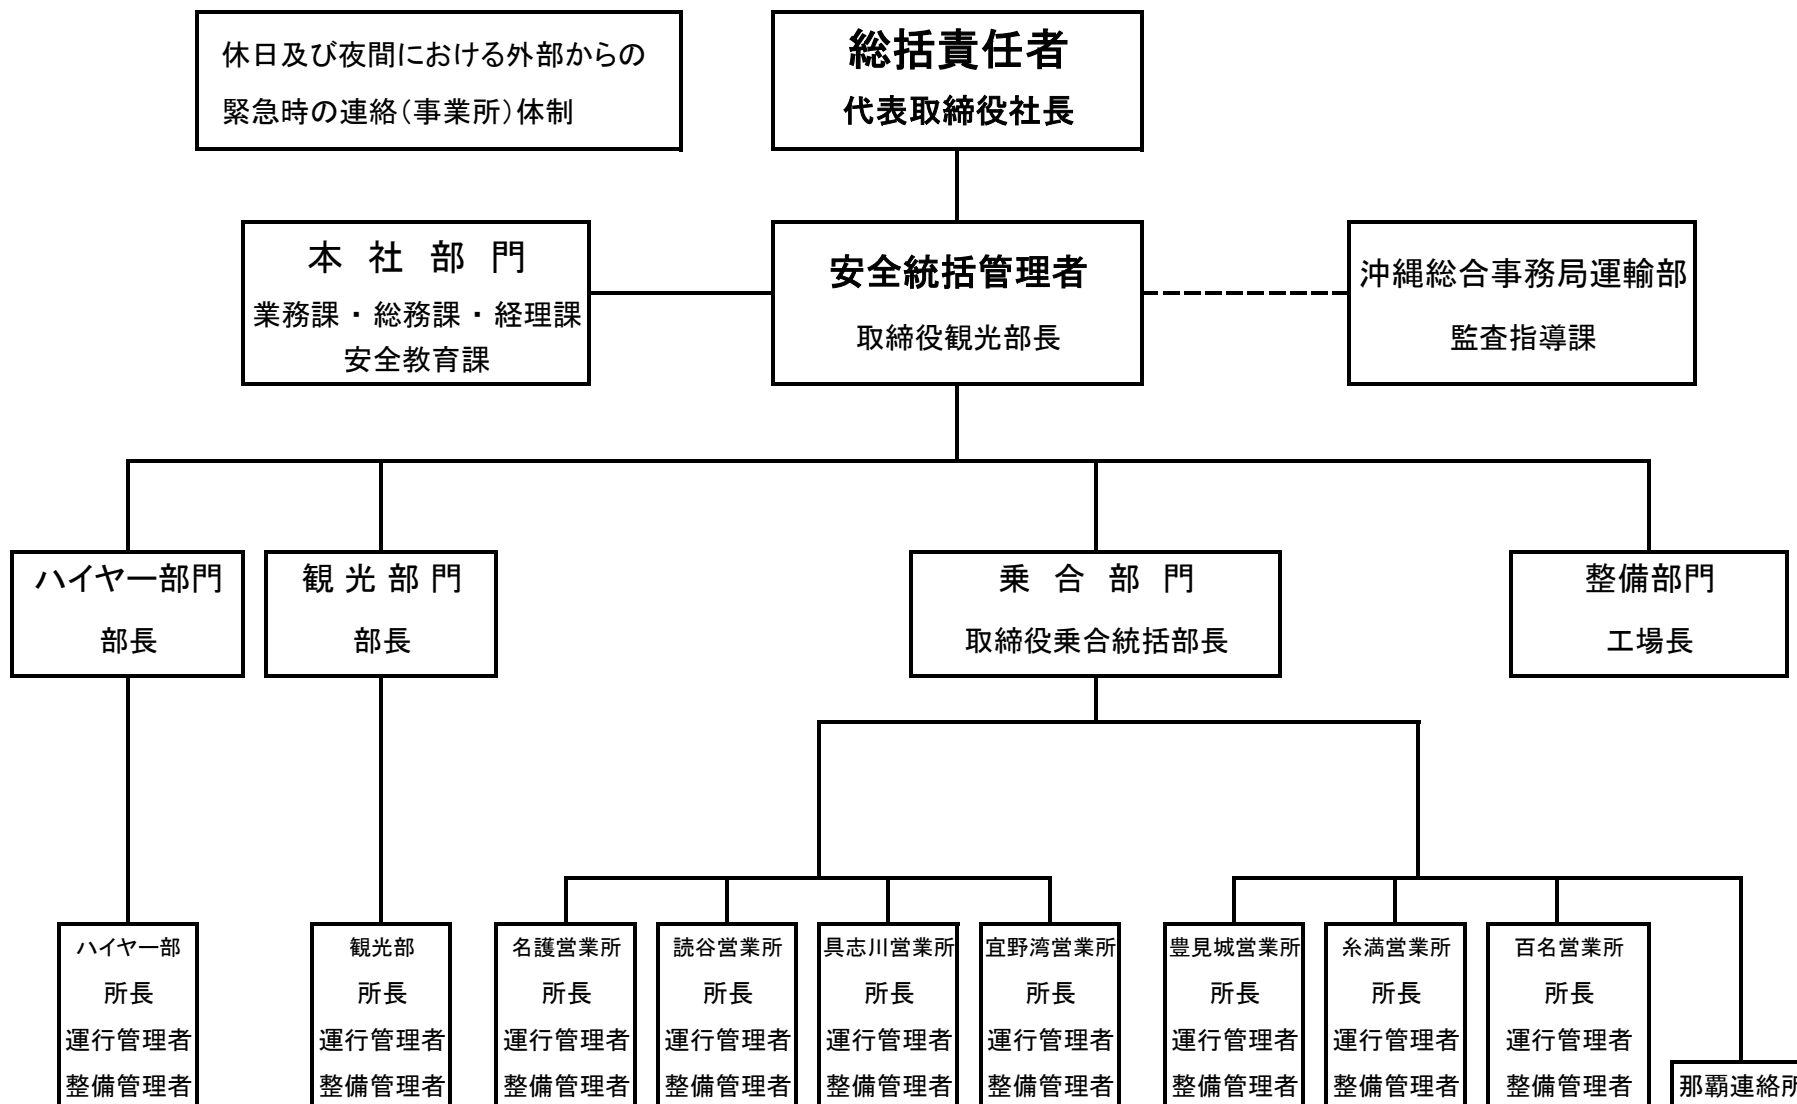 休日及び夜間における外部からの
緊急時の連絡（事業所）体制
総括責任者
代表取締役社長
本社部門
業務課・総務課・経理課
安全教育課
安全統括管理者
取締役観光部長
沖縄総合事務局運輸部
監査指導課
ハイヤー部門
部長
観光部門
部長
乗合部門
取締役乗合統括部長
整備部門
工場長
ハイヤー部
所長
運行管理者
整備管理者
観光部
所長
運行管理者
整備管理者
名護営業所
所長
運行管理者
整備管理者
読谷営業所
所長
運行管理者
整備管理者
具志川営業所
所長
運行管理者
整備管理者
宜野湾営業所
所長
運行管理者
整備管理者
豊見城営業所
所長
運行管理者
整備管理者
糸満営業所
所長
運行管理者
整備管理者
百名営業所
所長
運行管理者
整備管理者
那覇連絡所